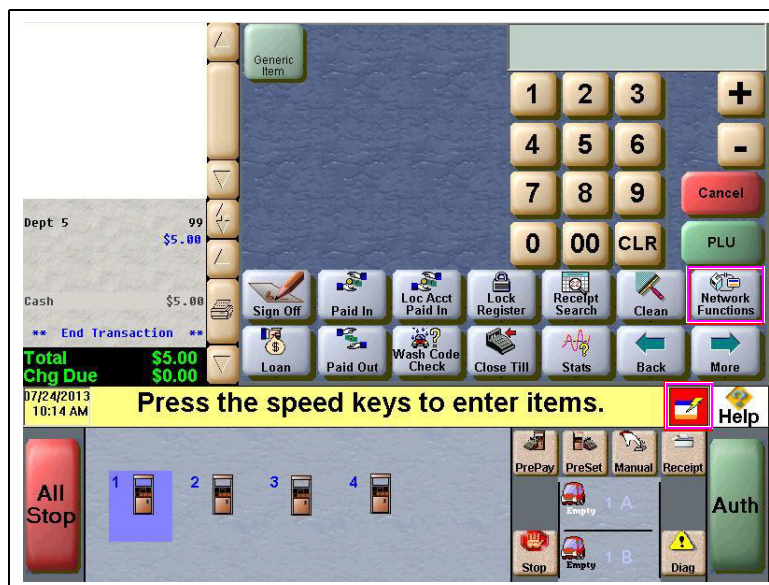 Generic
Item
1 2 3 +
4 5 6 -
7 8 9 Cancel
0 00 CLR PLU
Dept 5 99
$5.00
Cash $5.00
** End Transaction **
Total $5.00
Chg Due $0.00
Sign Off
Paid In
Loc Acct
Paid In
Lock
Register
Receipt
Search
Clean
Network
Functions
Loan
Paid Out
Wash Code
Check
Close Till
Stats
Back
More
07/24/2013
10:14 AM
Press the speed keys to enter items.
Help
All
Stop
1 2 3 4
PrePay PreSet Manual Receipt
Empty 1 A
Auth
Stop
Empty 1 B
Diag